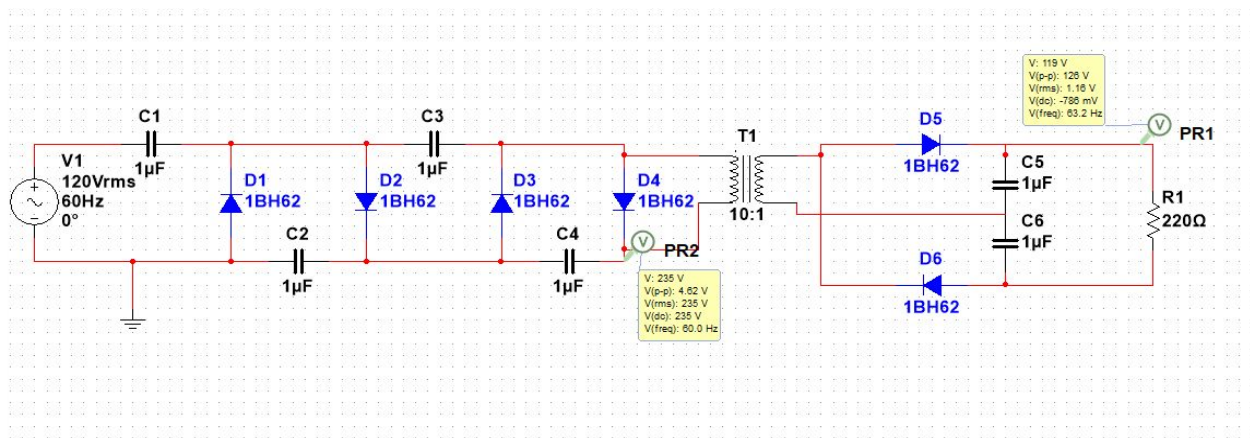 V: 119 V
V(p-p): 126 V
V(rms): 1.16 V
V(dc): -786 mV
V(freq): 63.2 Hz
V
PR1
C1
1µF
C3
1µF
T1
10:1
D5
1BH62
V1
120Vrms
60Hz
0°
D1
1BH62
D2
1BH62
D3
1BH62
D4
1BH62
C5
1µF
R1
220Ω
C6
1µF
C2
1µF
C4
1µF
V
PR2
D6
1BH62
V: 235 V
V(p-p): 4.62 V
V(rms): 235 V
V(dc): 235 V
V(freq): 60.0 Hz